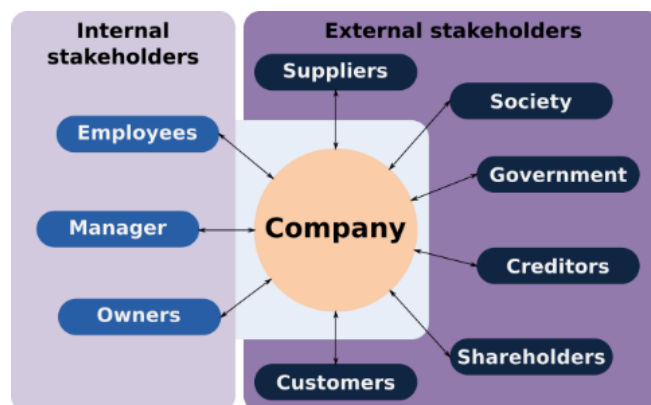 Internal
stakeholders
External stakeholders
Suppliers
Employees
Society
Government
Manager
Company
Creditors
Owners
Shareholders
Customers